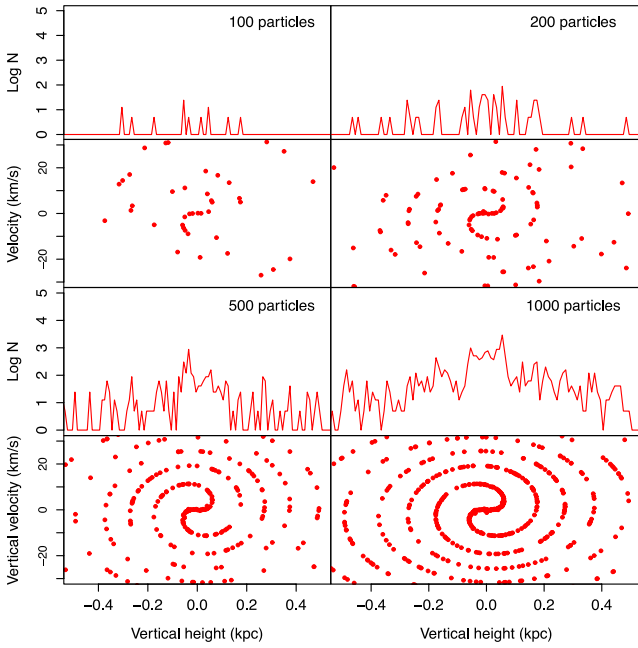 100 particles
200 particles
Log N
0 1 2 3 4 5
Velocity (km/s)
−20 0 20
500 particles
1000 particles
Log N
0 1 2 3 4 5
Vertical velocity (km/s)
−20 0 20
−0.4 −0.2 0.0 0.2 0.4
−0.4 −0.2 0.0 0.2 0.4
Vertical height (kpc)
Vertical height (kpc)